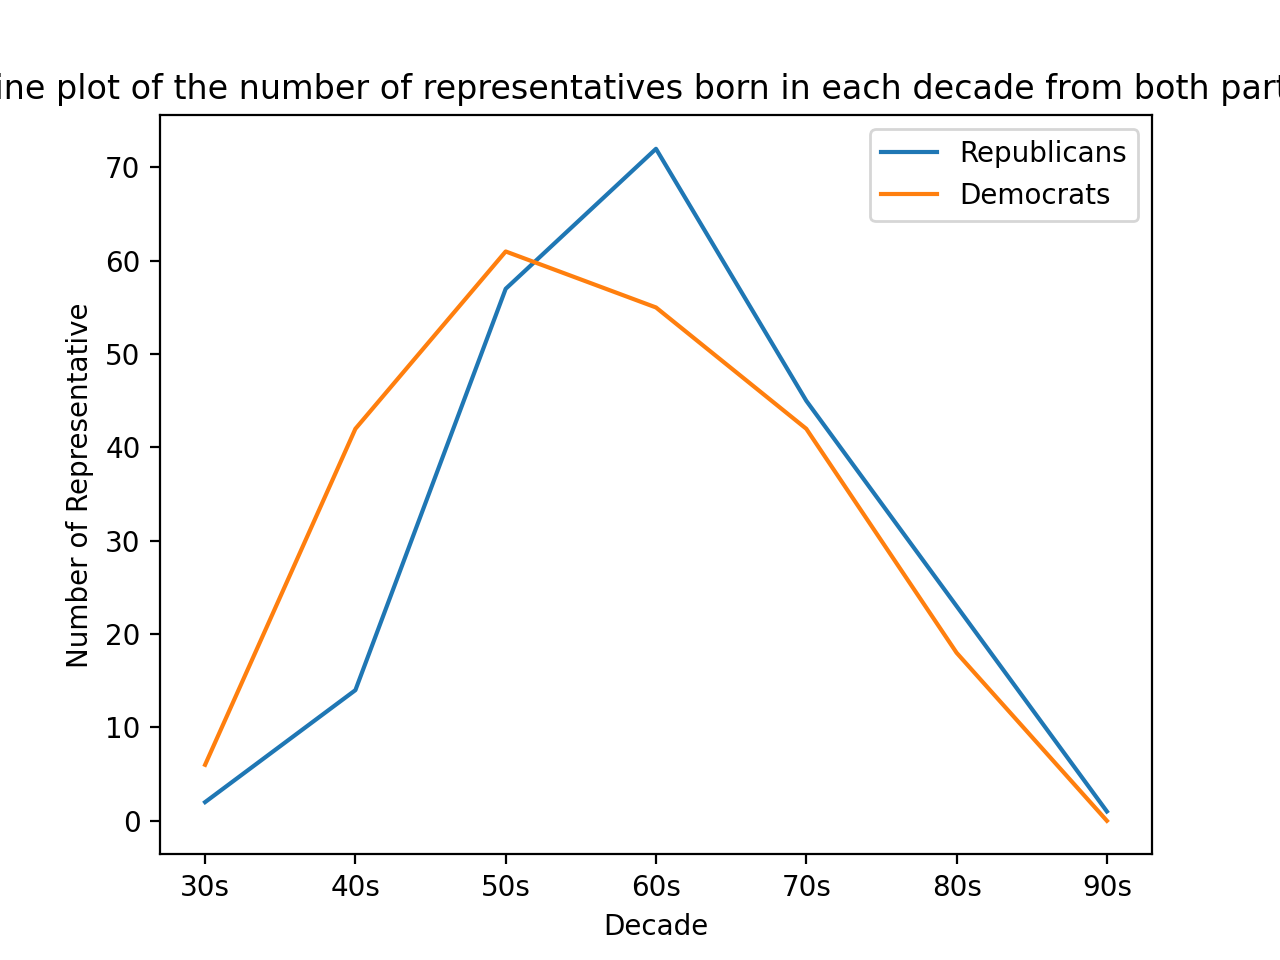 ine plot of the number of representatives born in each decade from both part
Republicans
Democrats
70
60
50
40
30
20
10
0
Number of Representative
30s 40s 50s 60s 70s 80s 90s
Decade